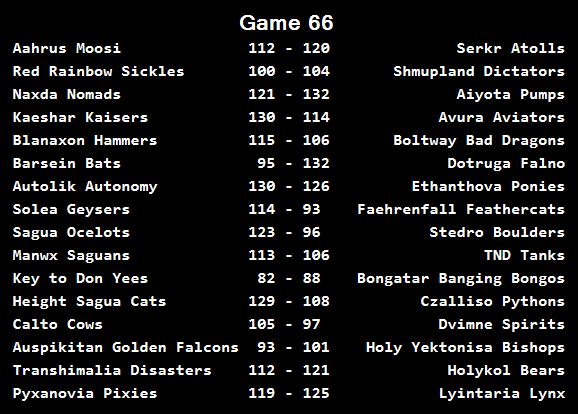 Game 66
Aahrus Moosi 112 - 120 Serkr Atolls
Red Rainbow Sickles 100 - 104 Shmupland Dictators
Naxda Nomads 121 - 132 Aiyota Pumps
Kaeshar Kaisers 130 - 114 Avura Aviators
Blanaxon Hammers 115 - 106 Boltway Bad Dragons
Barsein Bats 95 - 132 Dotruga Falno
Autolik Autonomy 130 - 126 Ethanthova Ponies
Solea Geysers 114 - 93 Faehrenfall Feathercats
Sagua Ocelots 123 - 96 Stedro Boulders
Manwx Saguans 113 - 106 TND Tanks
Key to Don Yees 82 - 88 Bongatar Banging Bongos
Height Sagua Cats 129 - 108 Czalliso Pythons
Calto Cows 105 - 97 Dvimne Spirits
Auspikitan Golden Falcons 93 - 101 Holy Yektonisa Bishops
Transhimalia Disasters 112 - 121 Holykol Bears
Pyxanovia Pixies 119 - 125 Lyintaria Lynx